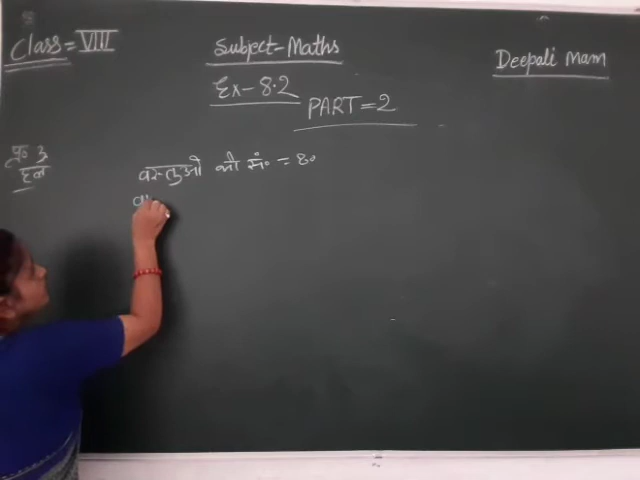 Class = VIII
Subject-Maths
Deepali Mam
Ex-8.2
PART=2
प्र० 3
हल
वस्तुओ की सं० = 80
व